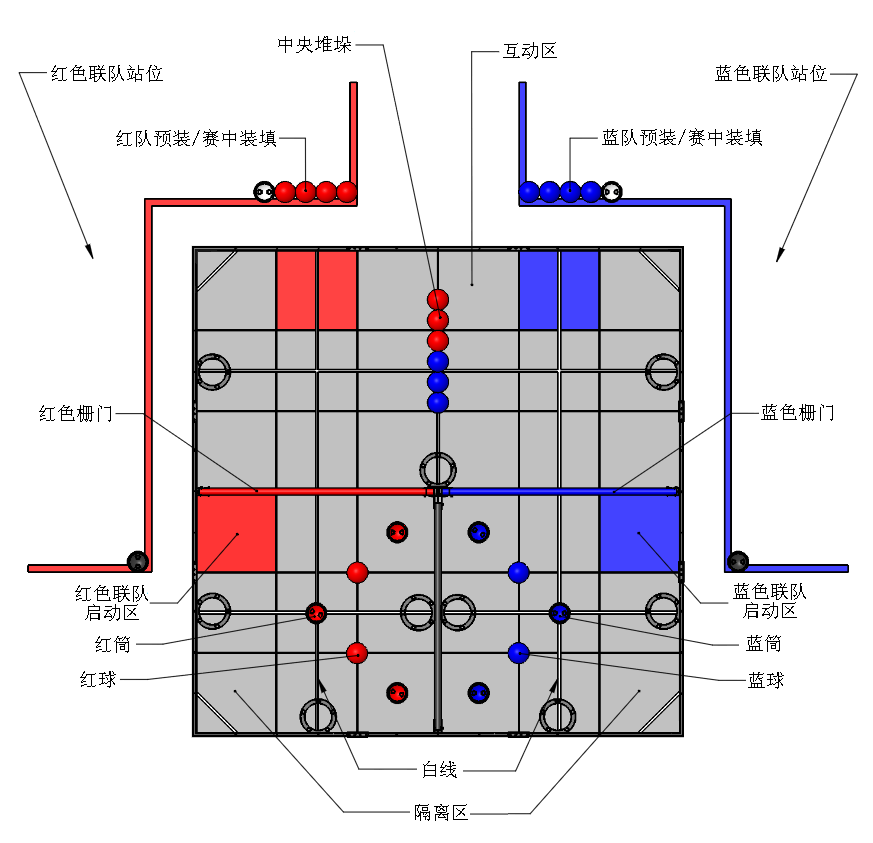 中央堆垛
互动区
红色联队站位
蓝色联队站位
红队预装/赛中装填
蓝队预装/赛中装填
红色栅门
蓝色栅门
红色联队
启动区
蓝色联队
启动区
红筒
蓝筒
红球
蓝球
白线
隔离区